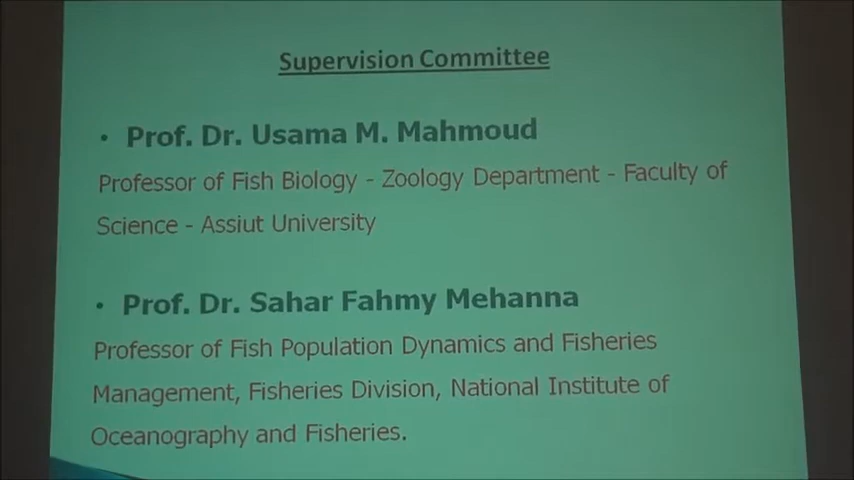 Supervision Committee
• Prof. Dr. Usama M. Mahmoud
Professor of Fish Biology - Zoology Department - Faculty of
Science - Assiut University
• Prof. Dr. Sahar Fahmy Mehanna
Professor of Fish Population Dynamics and Fisheries
Management, Fisheries Division, National Institute of
Oceanography and Fisheries.